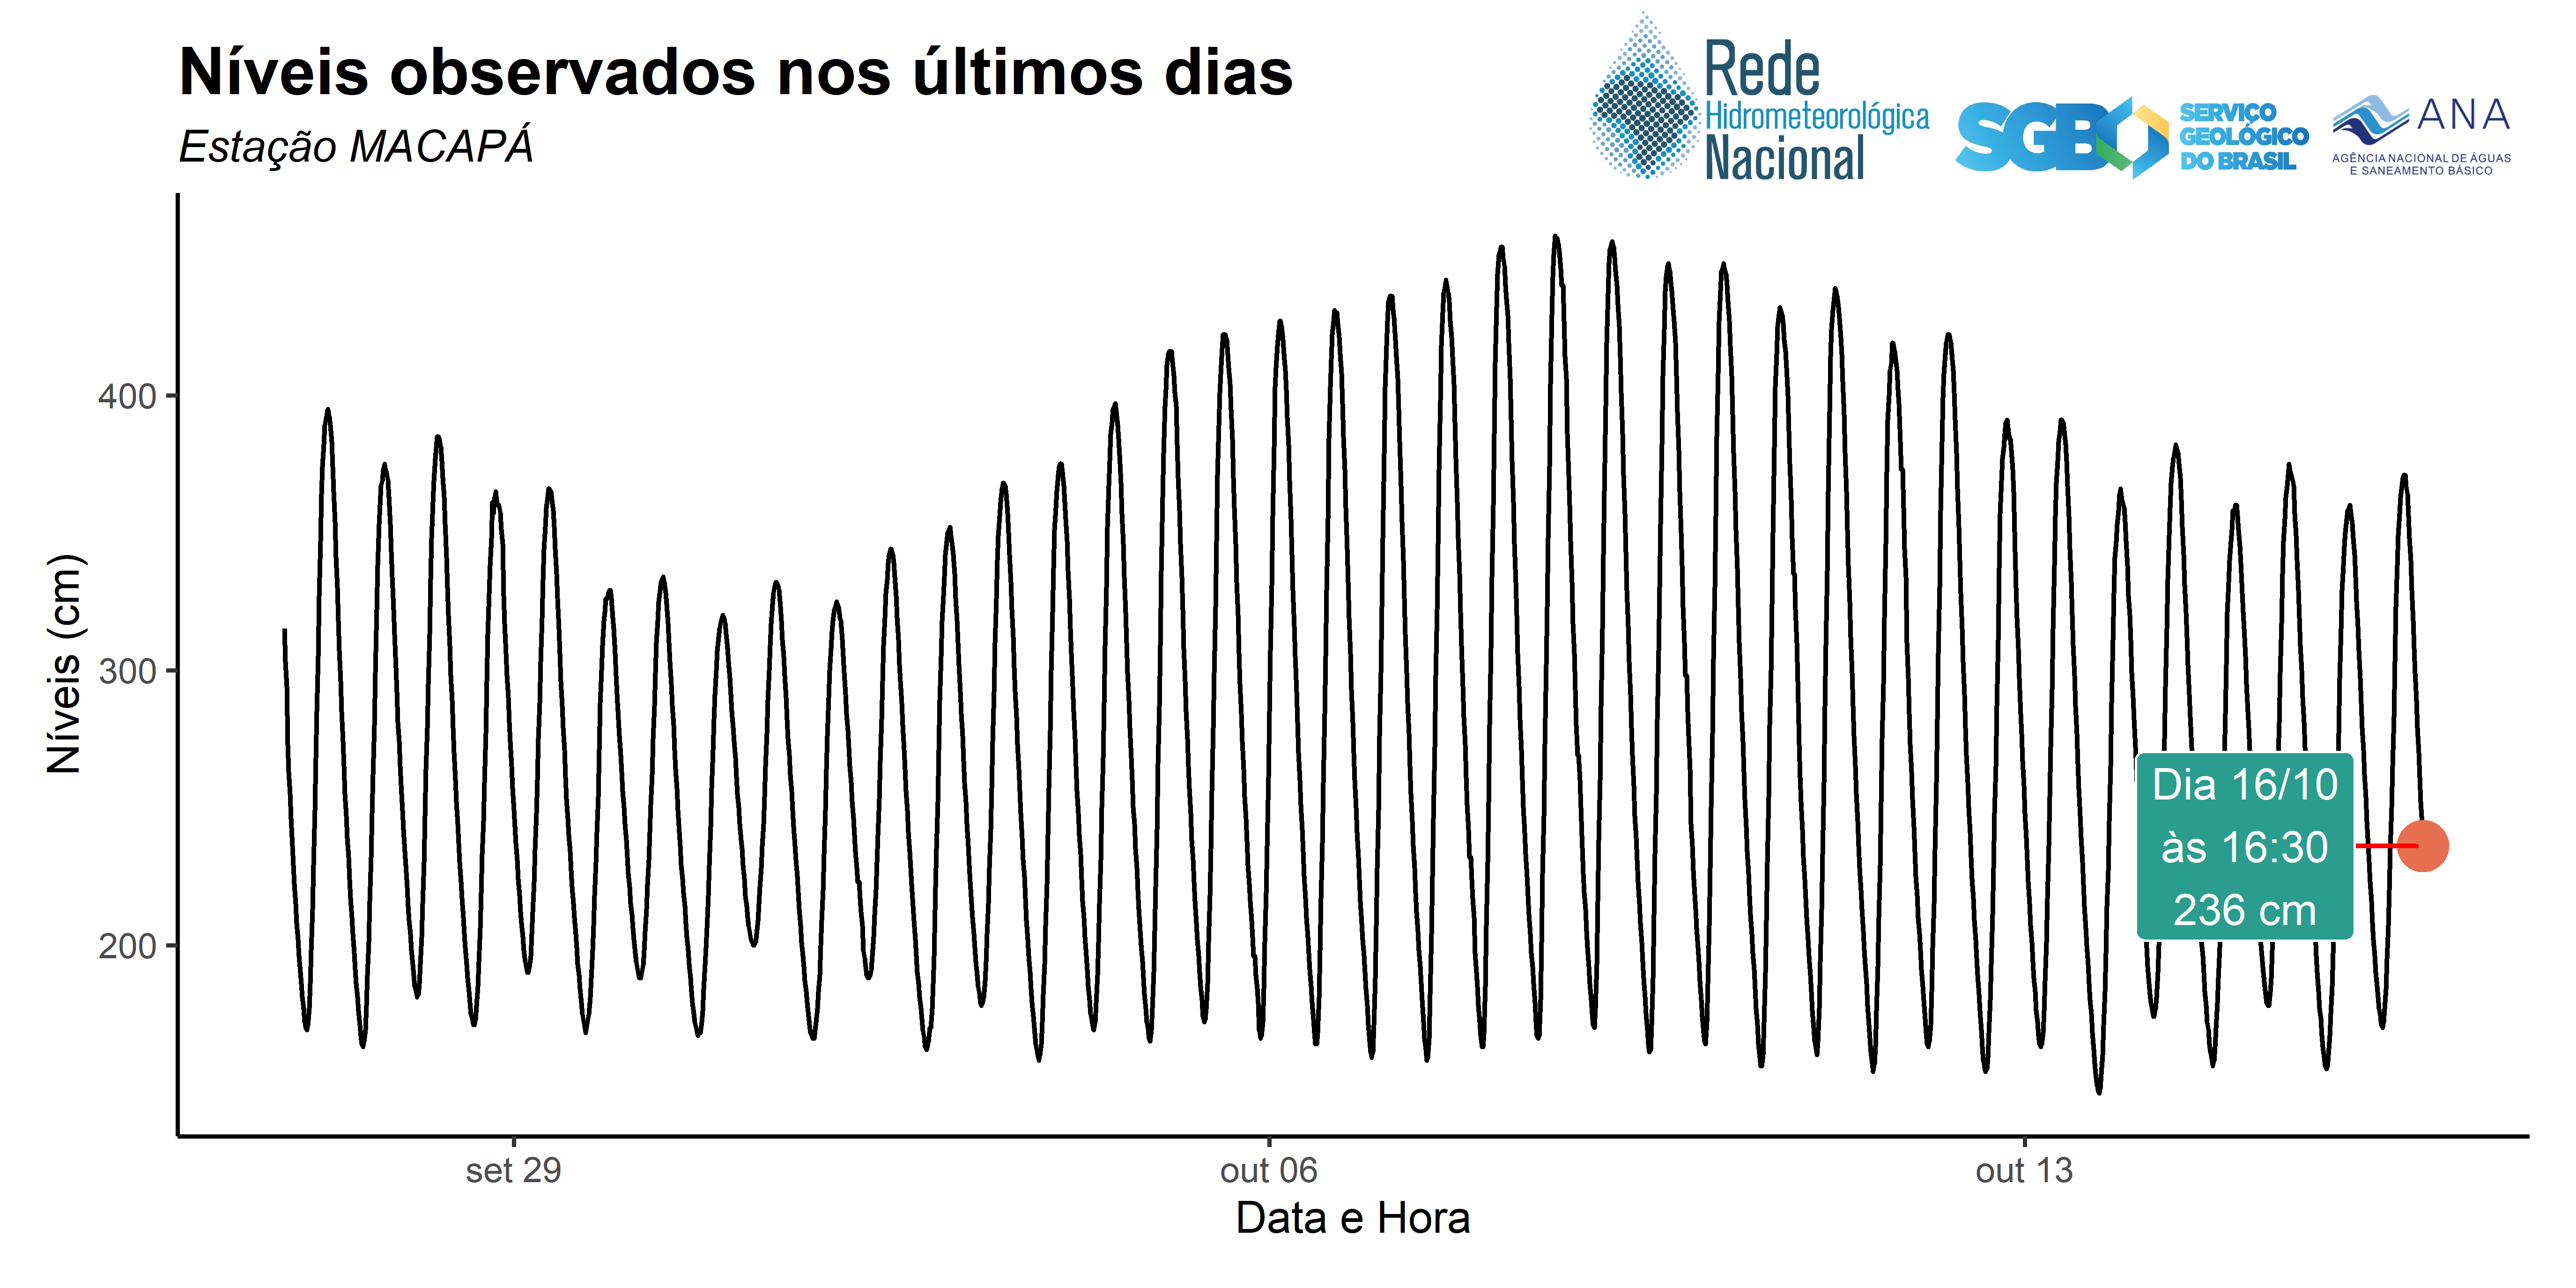 Níveis observados nos últimos dias
Estação MACAPÁ
Rede
Hidrometeorológica
Nacional
SGB
SERVIÇO
GEOLÓGICO
DO BRASIL
ANA
AGÊNCIA NACIONAL DE ÁGUAS
E SANEAMENTO BÁSICO
Níveis (cm)
400
300
200
Dia 16/10
às 16:30
236 cm
set 29
out 06
out 13
Data e Hora